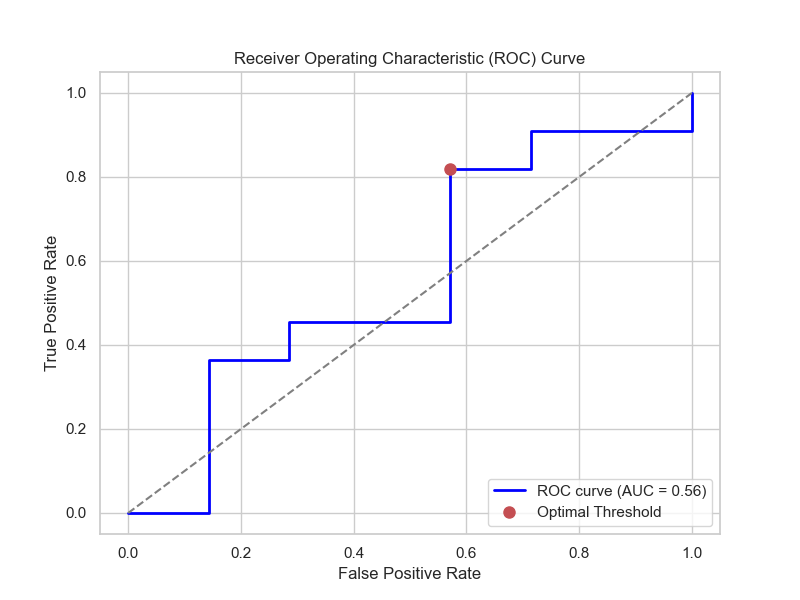 Receiver Operating Characteristic (ROC) Curve
True Positive Rate
1.0
0.8
0.6
0.4
0.2
0.0
ROC curve (AUC = 0.56)
Optimal Threshold
0.0 0.2 0.4 0.6 0.8 1.0
False Positive Rate